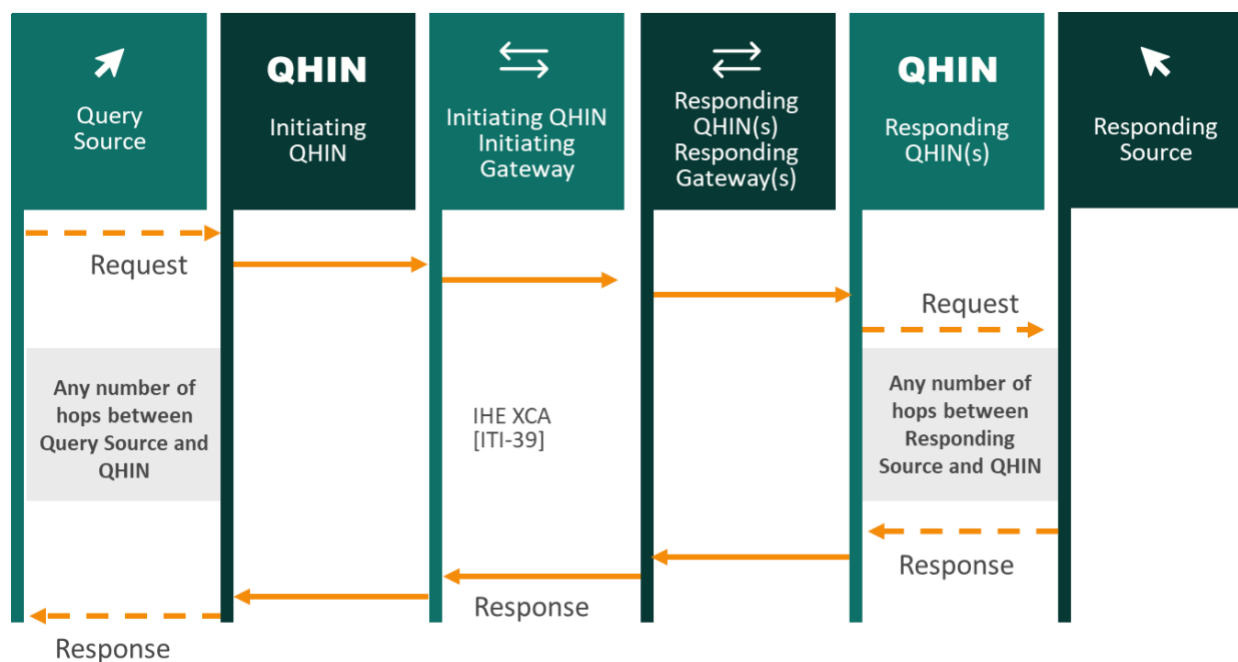 Query
Source
QHIN
Initiating
QHIN
Initiating QHIN
Initiating
Gateway
Responding
QHIN(s)
Responding
Gateway(s)
QHIN
Responding
QHIN(s)
Responding
Source
Request
Request
Any number of
hops between
Query Source and
QHIN
IHE XCA
[ITI-39]
Any number of
hops between
Responding
Source and QHIN
Response
Response
Response